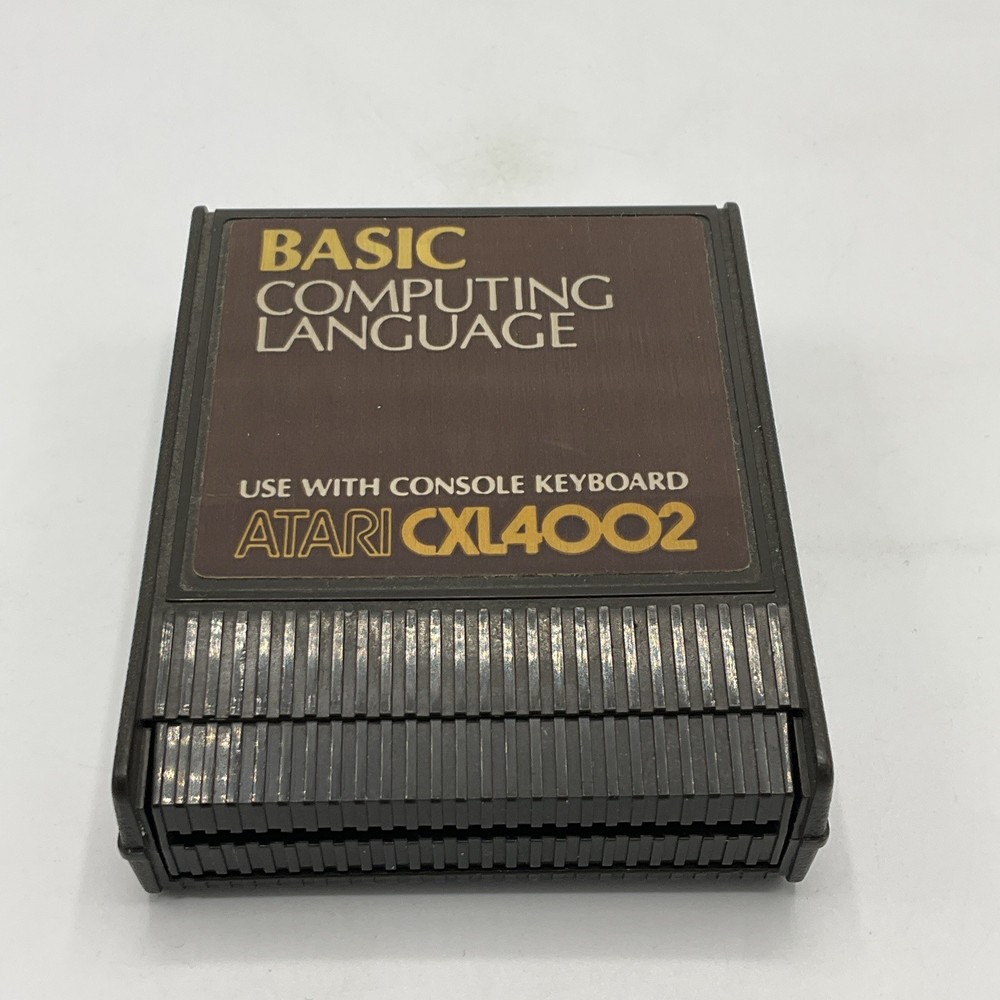 BASIC
COMPUTING
LANGUAGE
USE WITH CONSOLE KEYBOARD
ATARI CXL4002